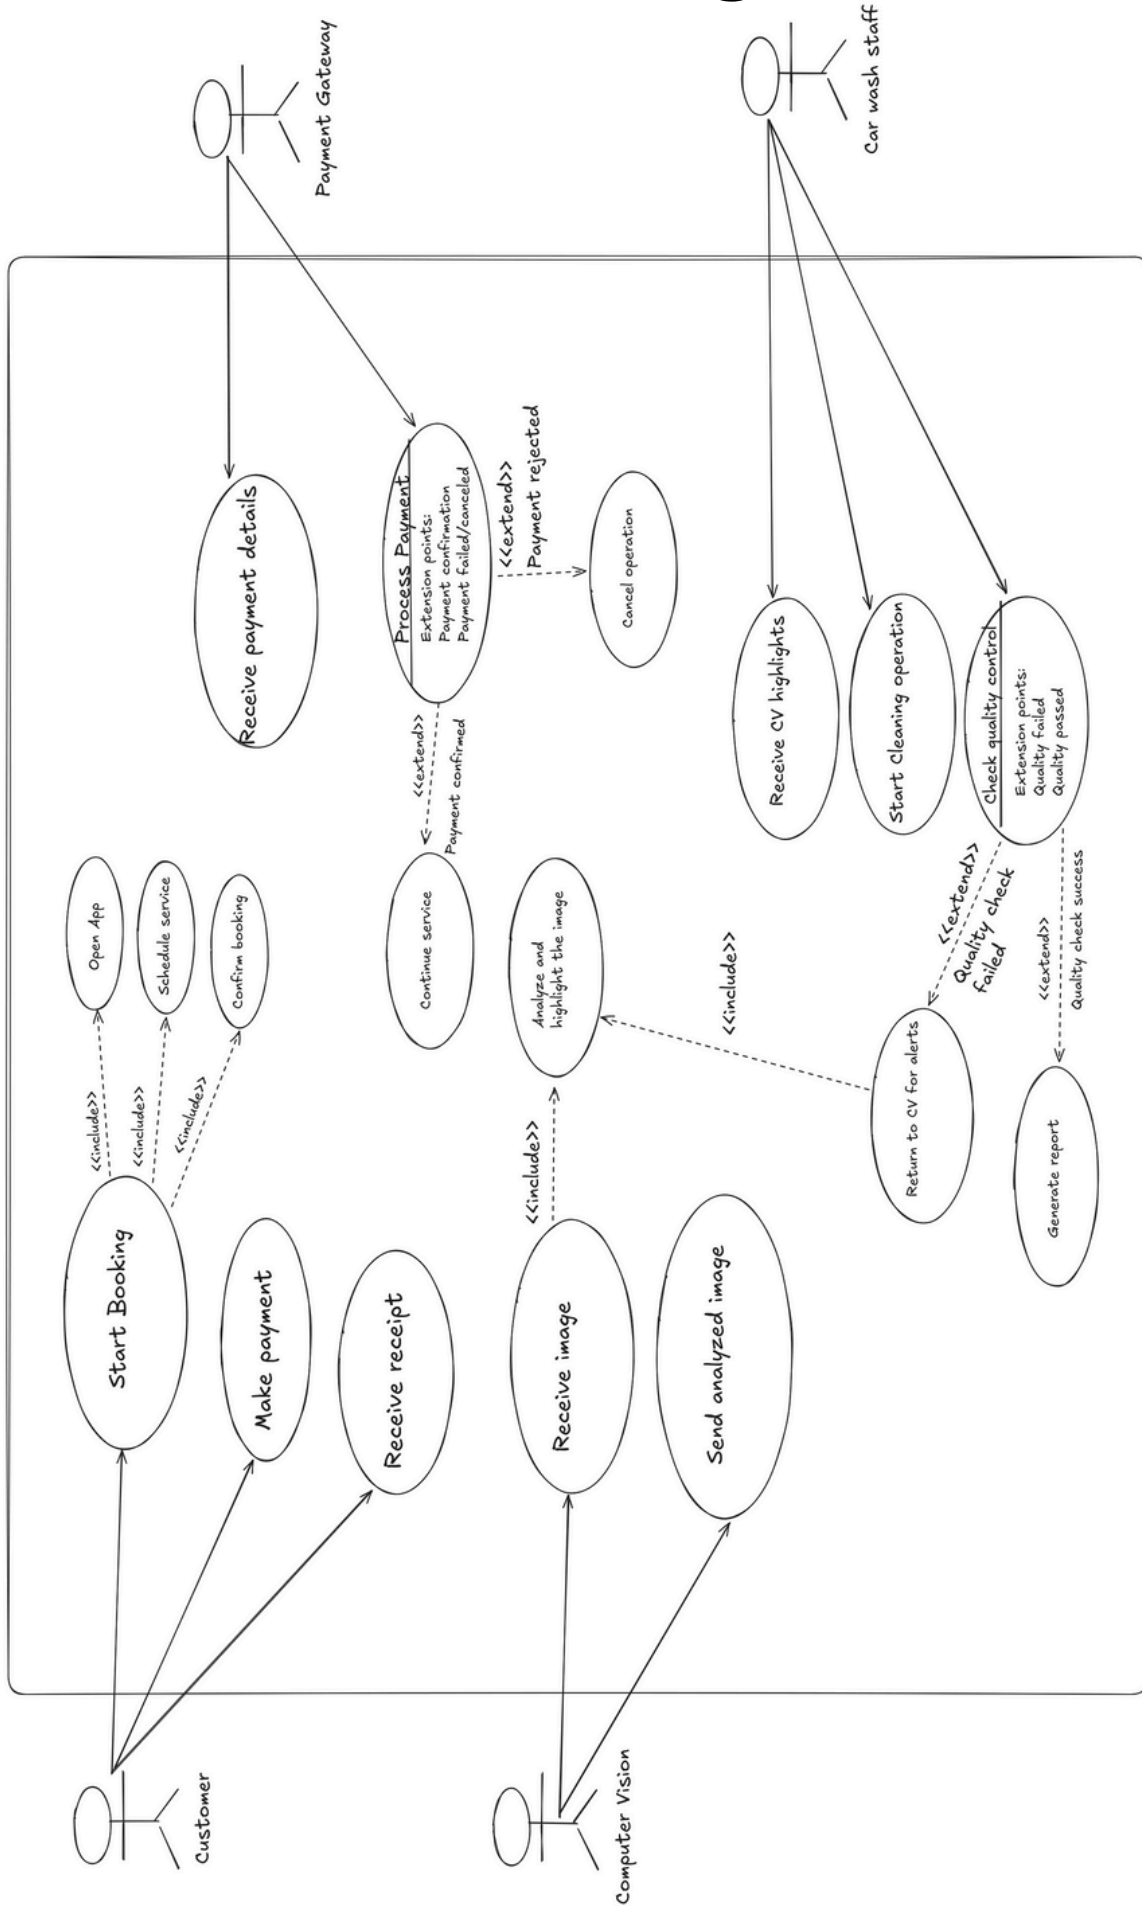 Customer
Start Booking
<<include>>
Open App
<<include>>
Schedule service
<<include>>
Confirm booking
Make payment
Receive receipt
Payment Gateway
Receive payment details
Process Payment
Extension points:
Payment confirmation
Payment failed/canceled
<<extend>>
Payment confirmed
Continue service
<<extend>>
Payment rejected
Cancel operation
Computer Vision
Receive image
<<include>>
Analyze and
highlight the image
Send analyzed image
<<include>>
Car wash staff
Receive CV highlights
Start Cleaning operation
Check quality control
Extension points:
Quality failed
Quality passed
<<extend>>
Quality check
failed
Return to CV for alerts
<<extend>>
Quality check success
Generate report